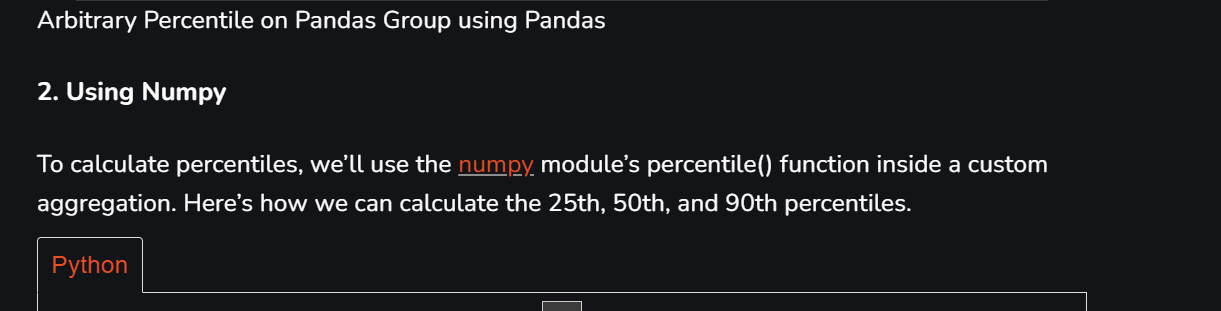 Arbitrary Percentile on Pandas Group using Pandas
2. Using Numpy
To calculate percentiles, we’ll use the numpy module’s percentile() function inside a custom
aggregation. Here’s how we can calculate the 25th, 50th, and 90th percentiles.
Python